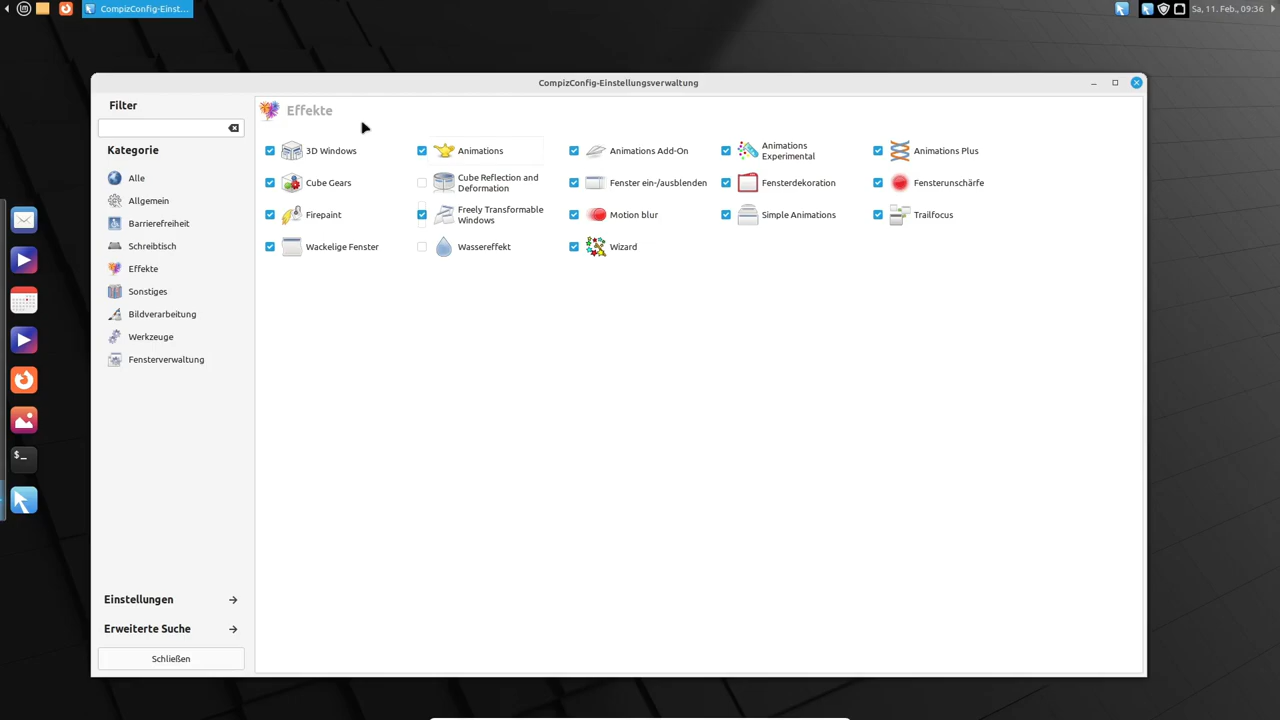 CompizConfig-Einst...
Sa, 11. Feb., 09:36
CompizConfig-Einstellungsverwaltung
Filter
Kategorie
Alle
Allgemein
Barrierefreiheit
Schreibtisch
Effekte
Sonstiges
Bildverarbeitung
Werkzeuge
Fensterverwaltung
Einstellungen
Erweiterte Suche
Schließen
Effekte
3D Windows
Animations
Animations Add-On
Animations
Experimental
Animations Plus
Cube Gears
Cube Reflection and
Deformation
Fenster ein-/ausblenden
Fensterdekoration
Fensterunschärfe
Firepaint
Freely Transformable
Windows
Motion blur
Simple Animations
Trailfocus
Wackelige Fenster
Wassereffekt
Wizard
$_